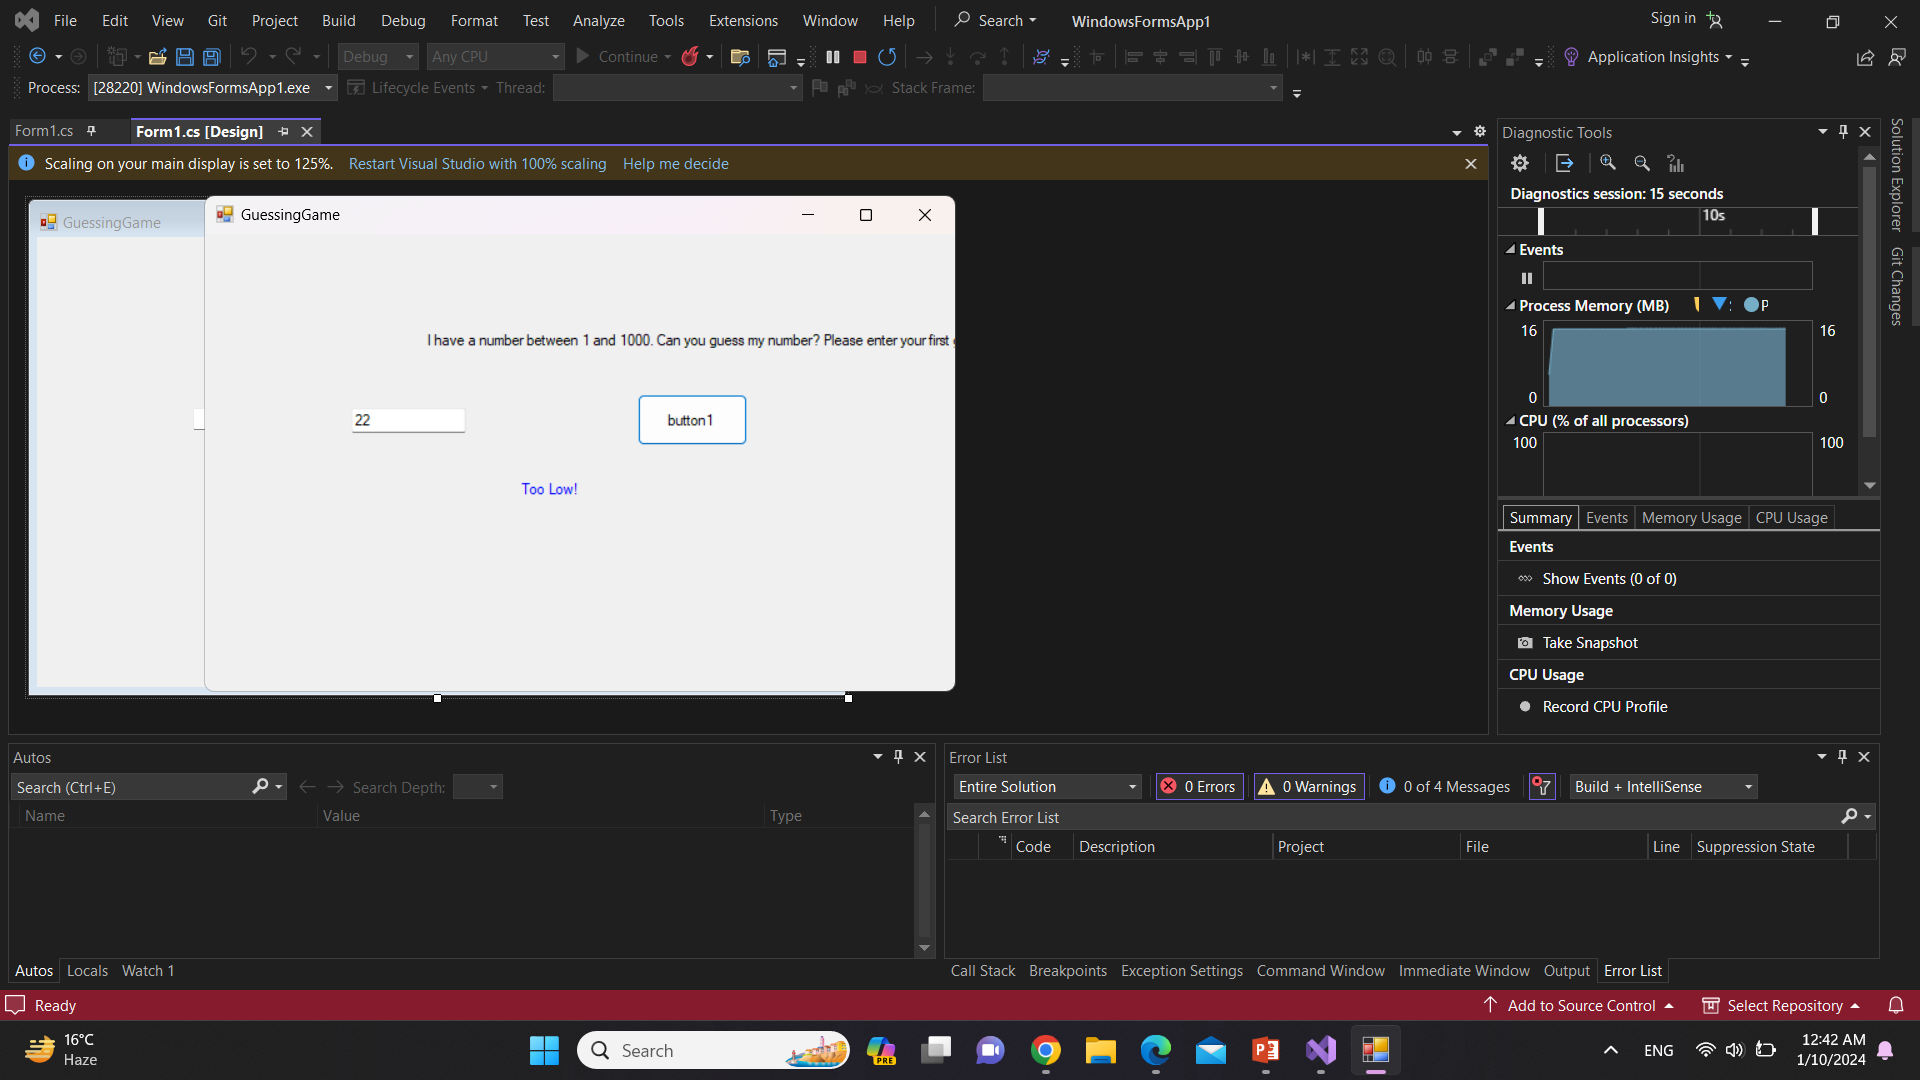 File Edit View Git Project Build Debug Format Test Analyze Tools Extensions Window Help Search WindowsFormsApp1 Sign in
Debug Any CPU Continue Application Insights
Process: [28220] WindowsFormsApp1.exe Lifecycle Events Thread: Stack Frame:
Form1.cs Form1.cs [Design]
Scaling on your main display is set to 125%. Restart Visual Studio with 100% scaling Help me decide
GuessingGame
GuessingGame
I have a number between 1 and 1000. Can you guess my number? Please enter your first
22
button1
Too Low!
Diagnostic Tools
Diagnostics session: 15 seconds
10s
Events
Process Memory (MB) P
16 16
0 0
CPU (% of all processors)
100 100
Summary Events Memory Usage CPU Usage
Events
Show Events (0 of 0)
Memory Usage
Take Snapshot
CPU Usage
Record CPU Profile
Solution Explorer
Git Changes
Autos
Search (Ctrl+E) Search Depth:
Name Value Type
Autos Locals Watch 1
Error List
Entire Solution 0 Errors 0 Warnings 0 of 4 Messages Build + IntelliSense
Search Error List
Code Description Project File Line Suppression State
Call Stack Breakpoints Exception Settings Command Window Immediate Window Output Error List
Ready Add to Source Control Select Repository
16°C
Haze
Search
PRE
ENG
12:42 AM
1/10/2024